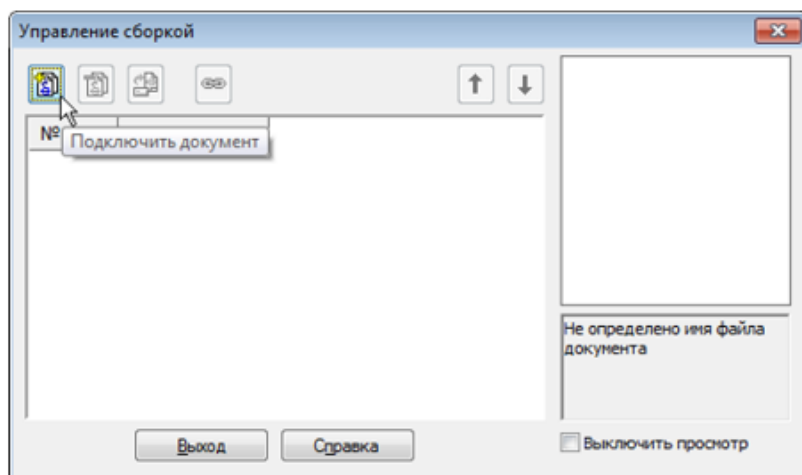 Управление сборкой
№
Подключить документ
Не определено имя файла
документа
Выход
Справка
Выключить просмотр